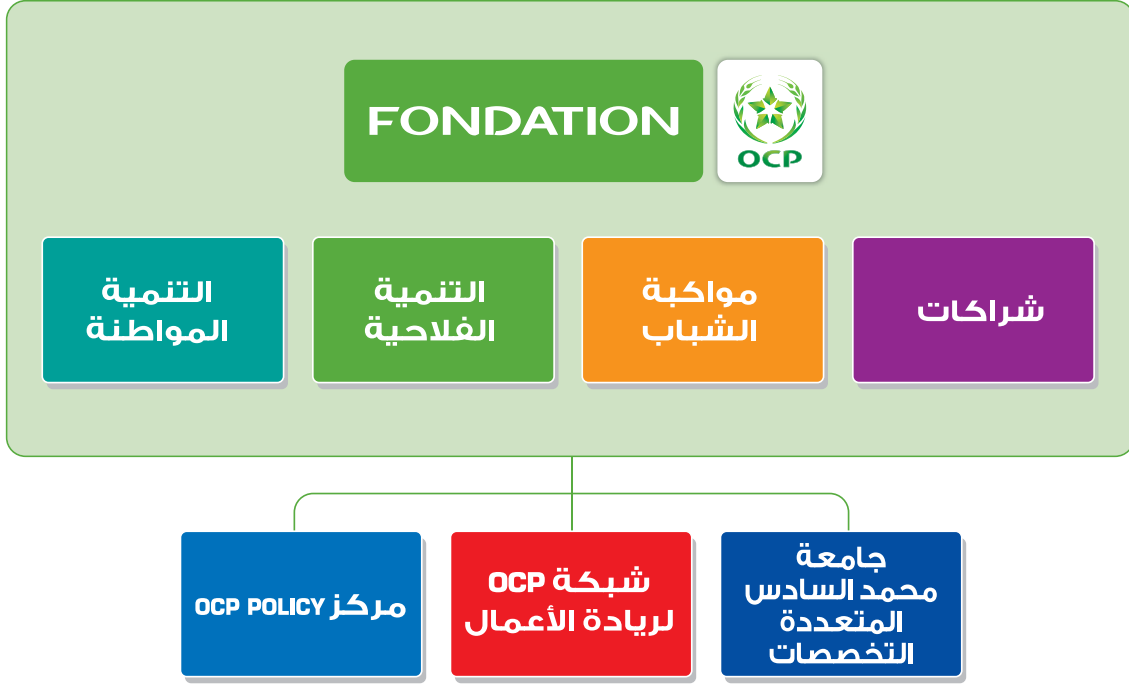 FONDATION
OCP
شراكات
مواكبة
الشباب
التنمية
الفلاحية
التنمية
المواطنة
جامعة
محمد السادس
المتعددة
التخصصات
شبكة OCP
لريادة الأعمال
مركز OCP POLICY